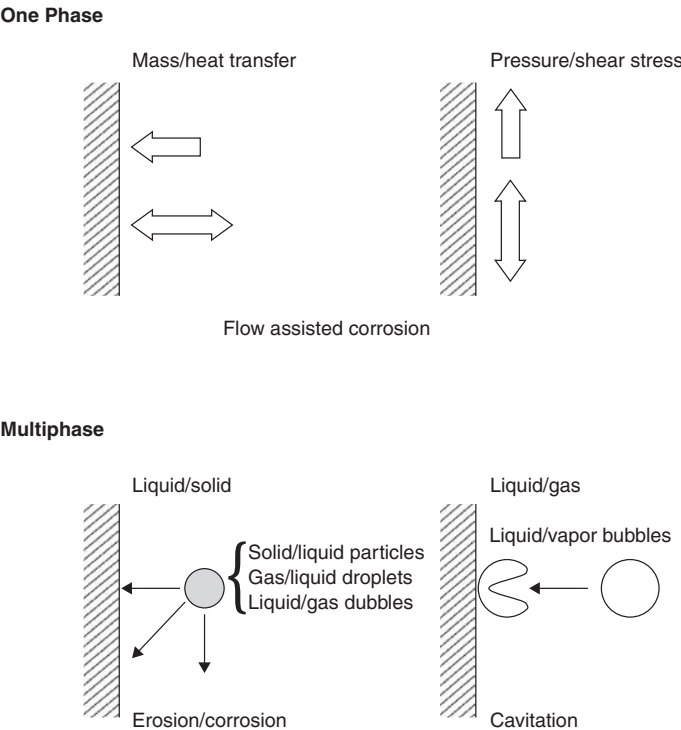 One Phase
Mass/heat transfer
Pressure/shear stress
Flow assisted corrosion
Multiphase
Liquid/solid
Liquid/gas
Solid/liquid particles
Gas/liquid droplets
Liquid/gas dubbles
Liquid/vapor bubbles
Erosion/corrosion
Cavitation